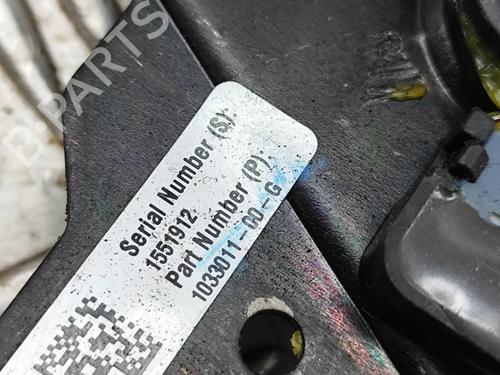 B-PARTS
Serial Number (S):
1551912
Part Number (P):
1033011-00-G